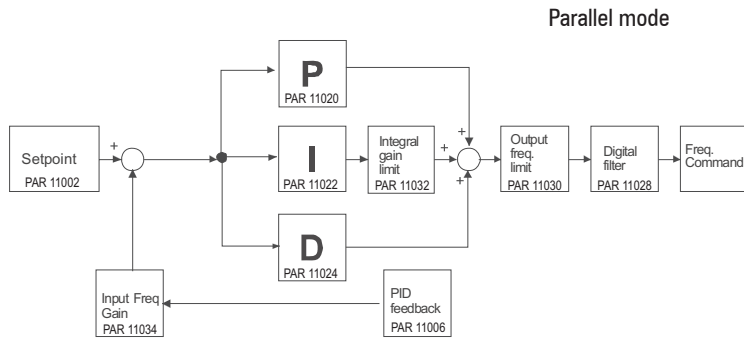 Parallel mode
P
PAR 11020
Setpoint
PAR 11002
+
I
PAR 11022
Integral
gain
limit
PAR 11032
+
+
+
Output
freq.
limit
PAR 11030
Digital
filter
PAR 11028
Freq.
Command
D
PAR 11024
Input Freq
Gain
PAR 11034
PID
feedback
PAR 11006